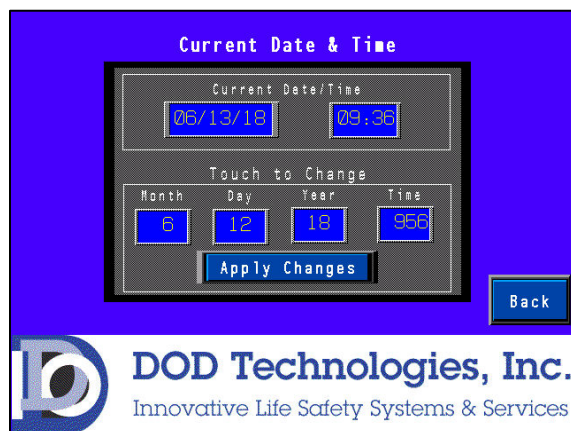 Current Date & Time
Current Date/Time
06/13/18 09:36
Touch to Change
Month Day Year Time
6 12 18 956
Apply Changes
Back
DOD Technologies, Inc.
Innovative Life Safety Systems & Services